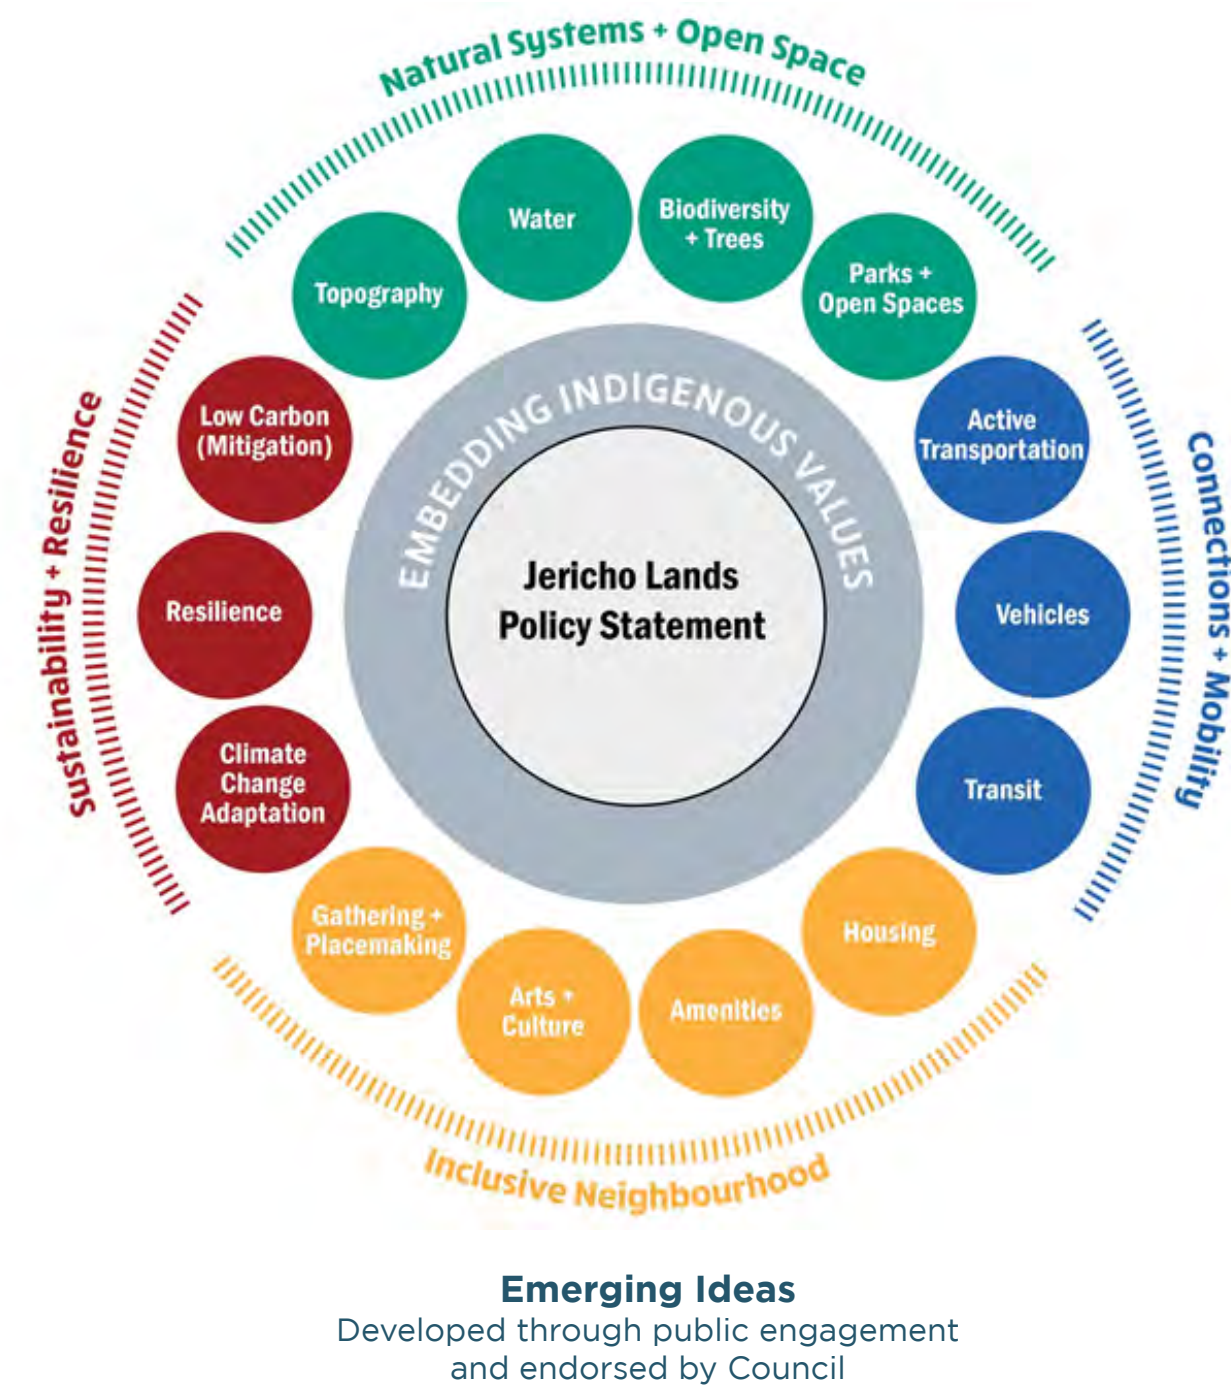 Natural Systems + Open Space
Water
Biodiversity
+ Trees
Topography
Parks +
Open Spaces
Sustainability + Resilience
Low Carbon
(Mitigation)
EMBEDDING INDIGENOUS VALUES
Active
Transportation
Connections + Mobility
Jericho Lands
Policy Statement
Resilience
Vehicles
Climate
Change
Adaptation
Transit
Gathering +
Placemaking
Housing
Arts +
Culture
Amenities
Inclusive Neighbourhood
Emerging Ideas
Developed through public engagement
and endorsed by Council